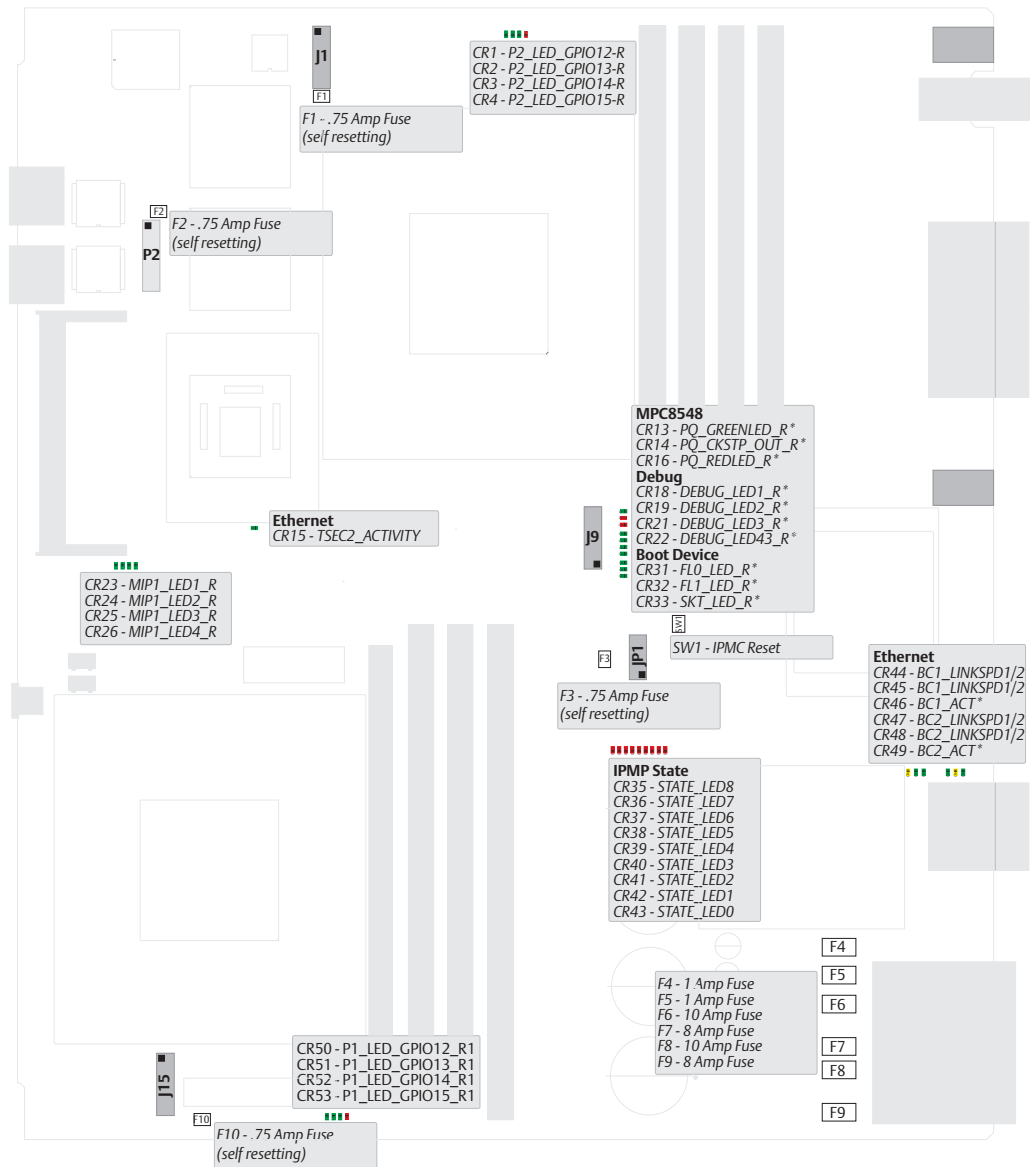 J1
F1
F1 - .75 Amp Fuse
(self resetting)
CR1 - P2_LED_GPIO12-R
CR2 - P2_LED_GPIO13-R
CR3 - P2_LED_GPIO14-R
CR4 - P2_LED_GPIO15-R
F2
P2
F2 - .75 Amp Fuse
(self resetting)
MPC8548
CR13 - PQ_GREENLED_R*
CR14 - PQ_CKSTP_OUT_R*
CR16 - PQ_REDLED_R*
Debug
CR18 - DEBUG_LED1_R*
CR19 - DEBUG_LED2_R*
CR21 - DEBUG_LED3_R*
CR22 - DEBUG_LED43_R*
Boot Device
CR31 - FL0_LED_R*
CR32 - FL1_LED_R*
CR33 - SKT_LED_R*
J9
Ethernet
CR15 - TSEC2_ACTIVITY
CR23 - MIP1_LED1_R
CR24 - MIP1_LED2_R
CR25 - MIP1_LED3_R
CR26 - MIP1_LED4_R
SW1
SW1 - IPMC Reset
F3
JP1
F3 - .75 Amp Fuse
(self resetting)
Ethernet
CR44 - BC1_LINKSPD1/2
CR45 - BC1_LINKSPD1/2
CR46 - BC1_ACT*
CR47 - BC2_LINKSPD1/2
CR48 - BC2_LINKSPD1/2
CR49 - BC2_ACT*
IPMP State
CR35 - STATE_LED8
CR36 - STATE_LED7
CR37 - STATE_LED6
CR38 - STATE_LED5
CR39 - STATE_LED4
CR40 - STATE_LED3
CR41 - STATE_LED2
CR42 - STATE_LED1
CR43 - STATE_LED0
F4
F5
F6
F7
F8
F9
F4 - 1 Amp Fuse
F5 - 1 Amp Fuse
F6 - 10 Amp Fuse
F7 - 8 Amp Fuse
F8 - 10 Amp Fuse
F9 - 8 Amp Fuse
CR50 - P1_LED_GPIO12_R1
CR51 - P1_LED_GPIO13_R1
CR52 - P1_LED_GPIO14_R1
CR53 - P1_LED_GPIO15_R1
J15
F10
F10 - .75 Amp Fuse
(self resetting)